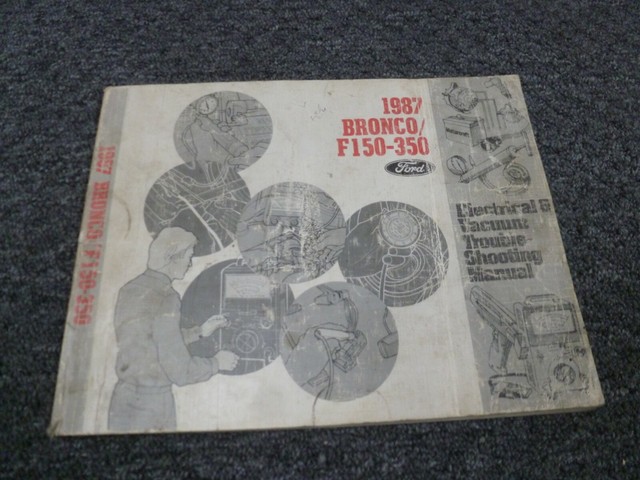 1987
BRONCO/
F150-350
Ford
Electrical &
Vacuum
Trouble-
Shooting
Manual
1987 BRONCO/F150-350